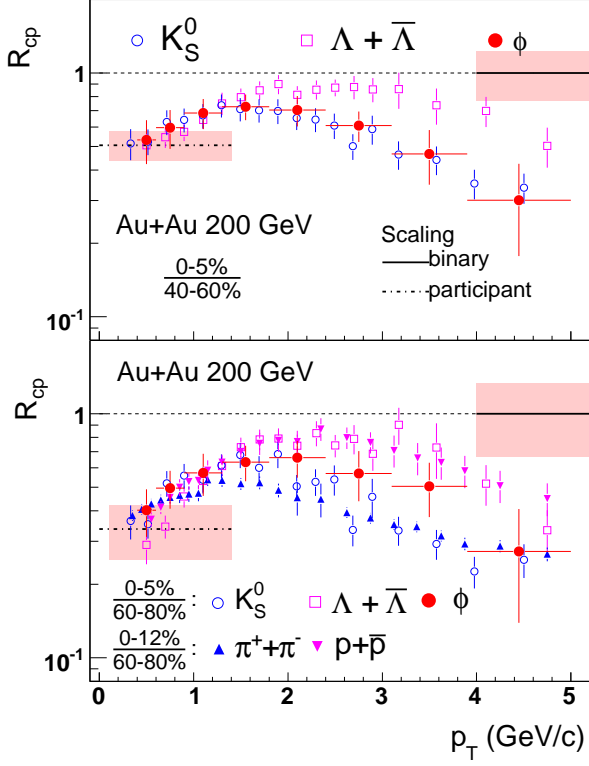 R_cp
K_S^0 Λ + Λ̅ ϕ
1
Au+Au 200 GeV
0-5%
40-60%
Scaling
binary
participant
10^-1
R_cp
Au+Au 200 GeV
1
0-5%
60-80% : K_S^0 Λ + Λ̅ ϕ
0-12%
60-80% : π^+ +π^- p+p̅
10^-1
0 1 2 3 4 5
p_T (GeV/c)